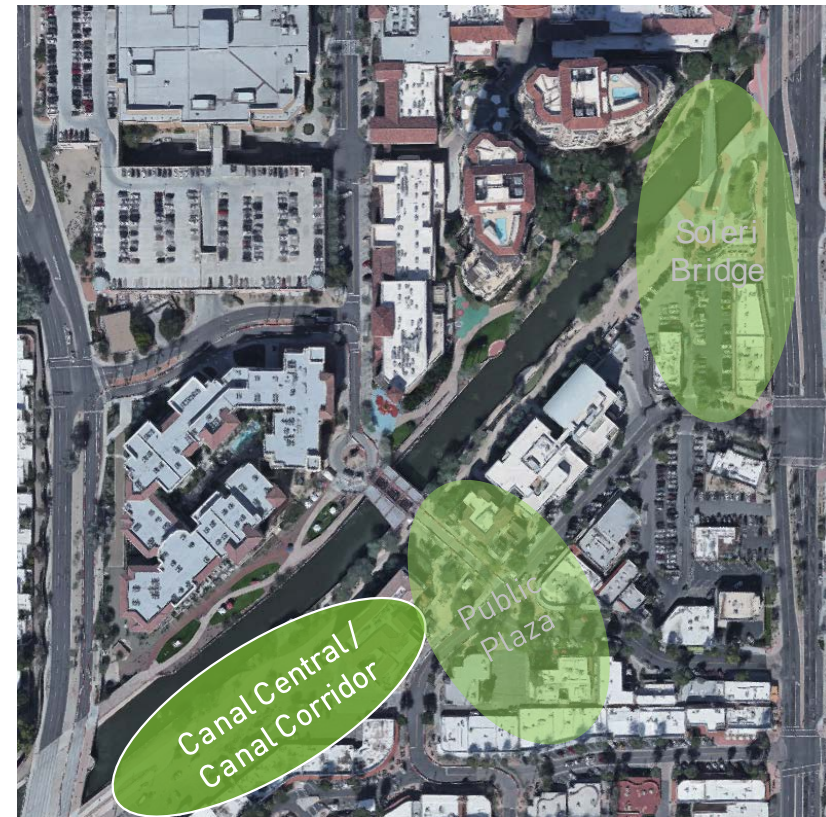 Soleri
Bridge
Public
Plaza
Canal Central /
Canal Corridor